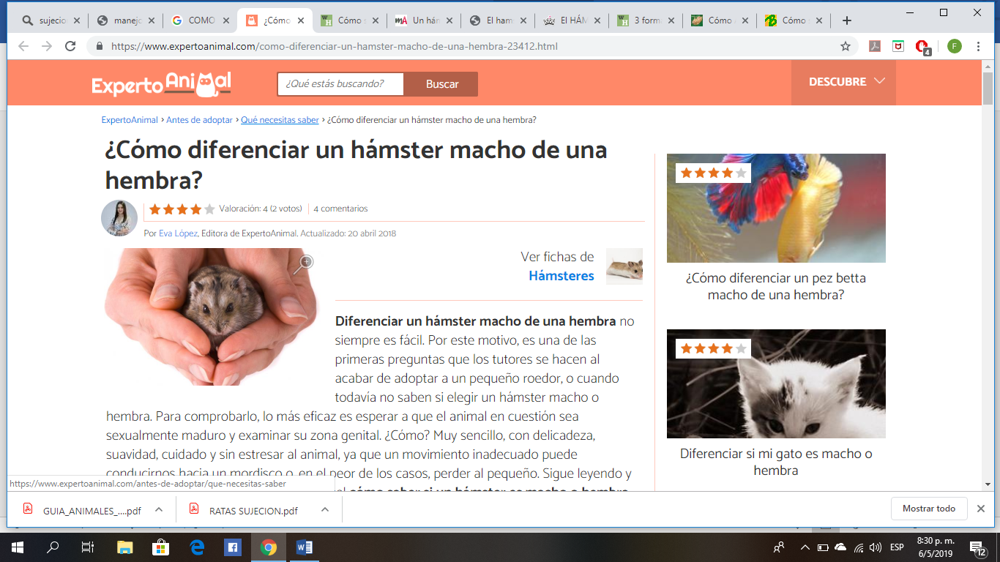 sujecio
manejo
COMO
¿Cómo
Cómo s
Un hám
El hams
El HÁM
3 forma
Cómo A
Cómo s
https://www.expertoanimal.com/como-diferenciar-un-hamster-macho-de-una-hembra-23412.html
4
F
Experto Animal
¿Qué estás buscando?
Buscar
DESCUBRE
ExpertoAnimal › Antes de adoptar › Qué necesitas saber › ¿Cómo diferenciar un hámster macho de una hembra?
¿Cómo diferenciar un hámster macho de una
hembra?
Valoración: 4 (2 votos) | 4 comentarios
Por Eva López, Editora de ExpertoAnimal. Actualizado: 20 abril 2018
Ver fichas de
Hámsteres
Diferenciar un hámster macho de una hembra no
siempre es fácil. Por este motivo, es una de las
primeras preguntas que los tutores se hacen al
acabar de adoptar a un pequeño roedor, o cuando
todavía no saben si elegir un hámster macho o
hembra. Para comprobarlo, lo más eficaz es esperar a que el animal en cuestión sea
sexualmente maduro y examinar su zona genital. ¿Cómo? Muy sencillo, con delicadeza,
suavidad, cuidado y sin estresar al animal, ya que un movimiento inadecuado puede
conducirnos hacia un mordisco o, en el peor de los casos, perder al pequeño. Sigue leyendo y
cómo saber si un hámster es macho o hembra
¿Cómo diferenciar un pez betta
macho de una hembra?
Diferenciar si mi gato es macho o
hembra
https://www.expertoanimal.com/antes-de-adoptar/que-necesitas-saber
GUIA_ANIMALES_....pdf
RATAS SUJECION.pdf
Mostrar todo
ESP
8:30 p. m.
6/5/2019
12